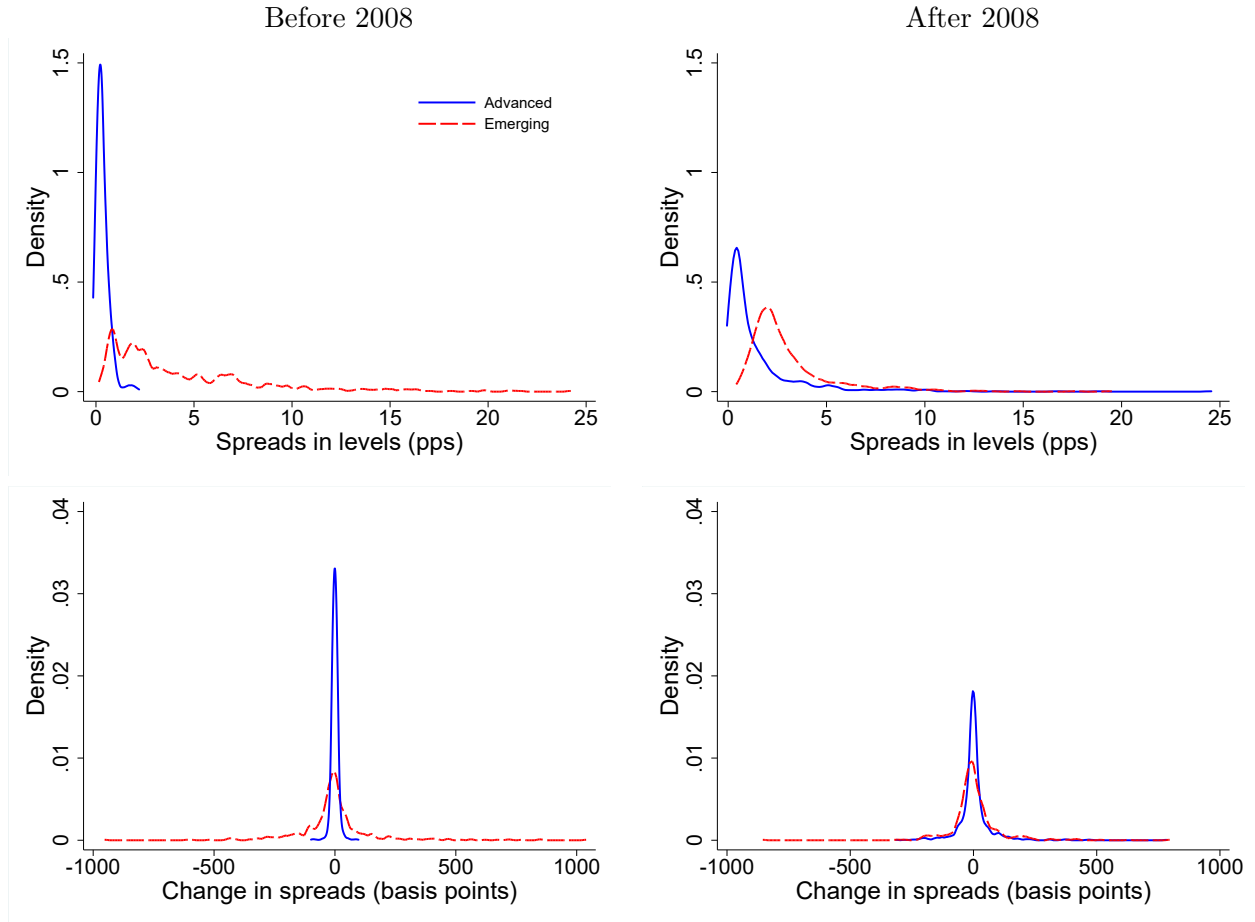 Before 2008
After 2008
1.5
1
.5
0
Density
Advanced
Emerging
0 5 10 15 20 25
Spreads in levels (pps)
1.5
1
.5
0
Density
0 5 10 15 20 25
Spreads in levels (pps)
.04
.03
.02
.01
0
Density
-1000 -500 0 500 1000
Change in spreads (basis points)
.04
.03
.02
.01
0
Density
-1000 -500 0 500 1000
Change in spreads (basis points)